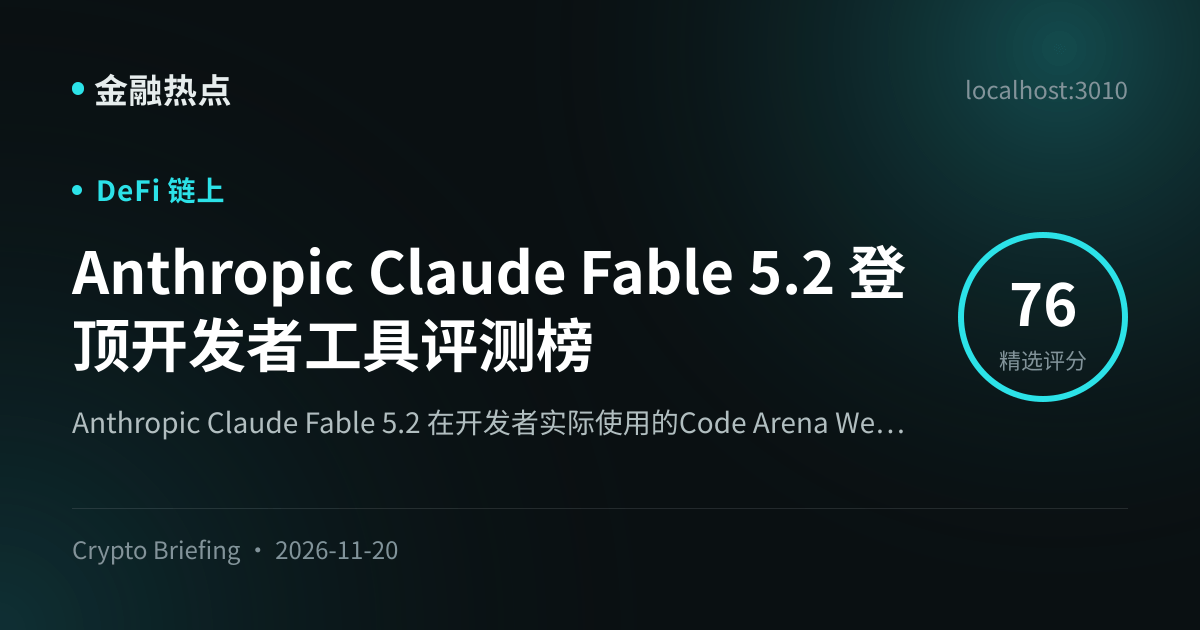 金融热点
localhost:3010
DeFi 链上
Anthropic Claude Fable 5.2 登
顶开发者工具评测榜
76
精选评分
Anthropic Claude Fable 5.2 在开发者实际使用的Code Arena We…
Crypto Briefing · 2026-11-20